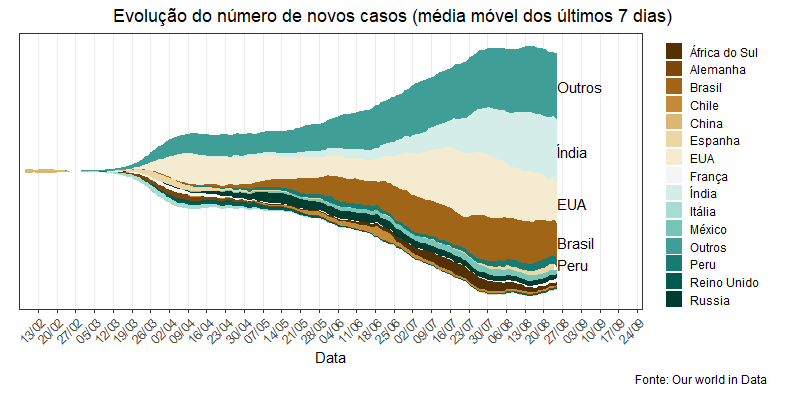 Evolução do número de novos casos (média móvel dos últimos 7 dias)
Outros
Índia
EUA
Brasil
Peru
África do Sul
Alemanha
Brasil
Chile
China
Espanha
EUA
França
Índia
Itália
México
Outros
Peru
Reino Unido
Russia
13/02 20/02 27/02 05/03 12/03 19/03 26/03 02/04 09/04 16/04 23/04 30/04 07/05 14/05 21/05 28/05 04/06 11/06 18/06 25/06 02/07 09/07 16/07 23/07 30/07 06/08 13/08 20/08 27/08 03/09 10/09 17/09 24/09
Data
Fonte: Our world in Data